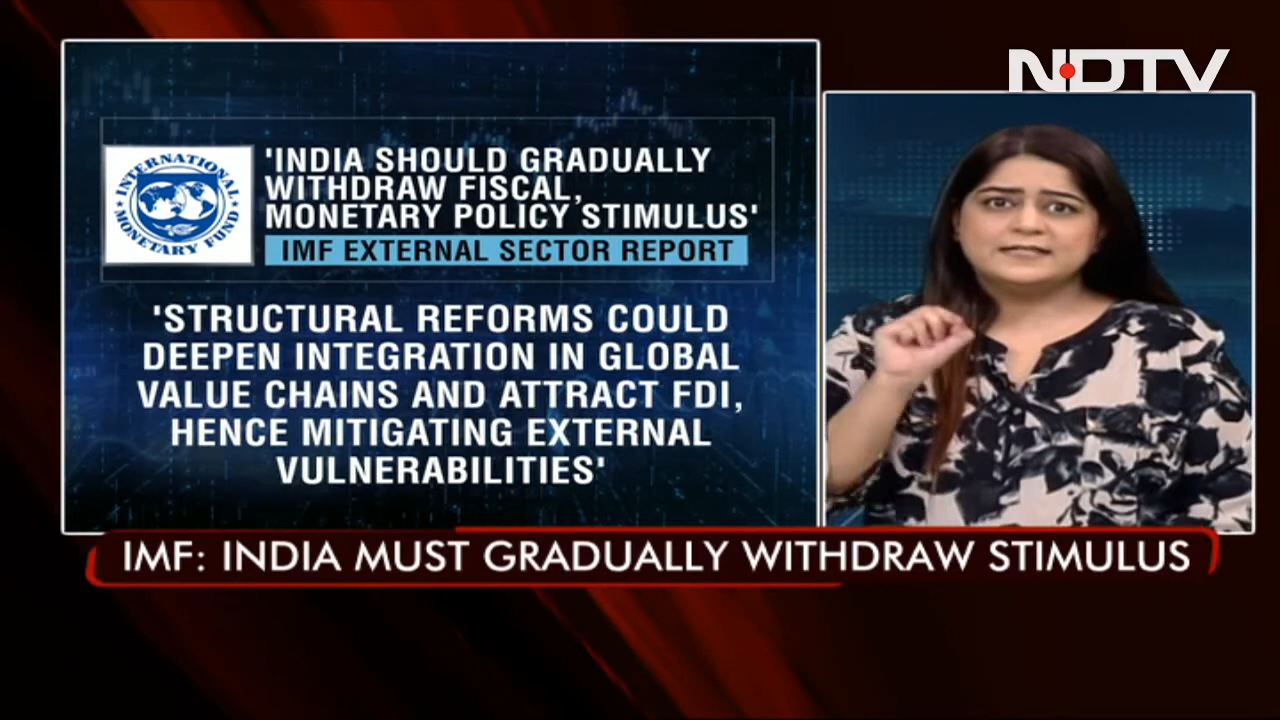 NDTV
INTERNATIONAL MONETARY FUND
'INDIA SHOULD GRADUALLY
WITHDRAW FISCAL,
MONETARY POLICY STIMULUS'
IMF EXTERNAL SECTOR REPORT
'STRUCTURAL REFORMS COULD
DEEPEN INTEGRATION IN GLOBAL
VALUE CHAINS AND ATTRACT FDI,
HENCE MITIGATING EXTERNAL
VULNERABILITIES'
IMF: INDIA MUST GRADUALLY WITHDRAW STIMULUS